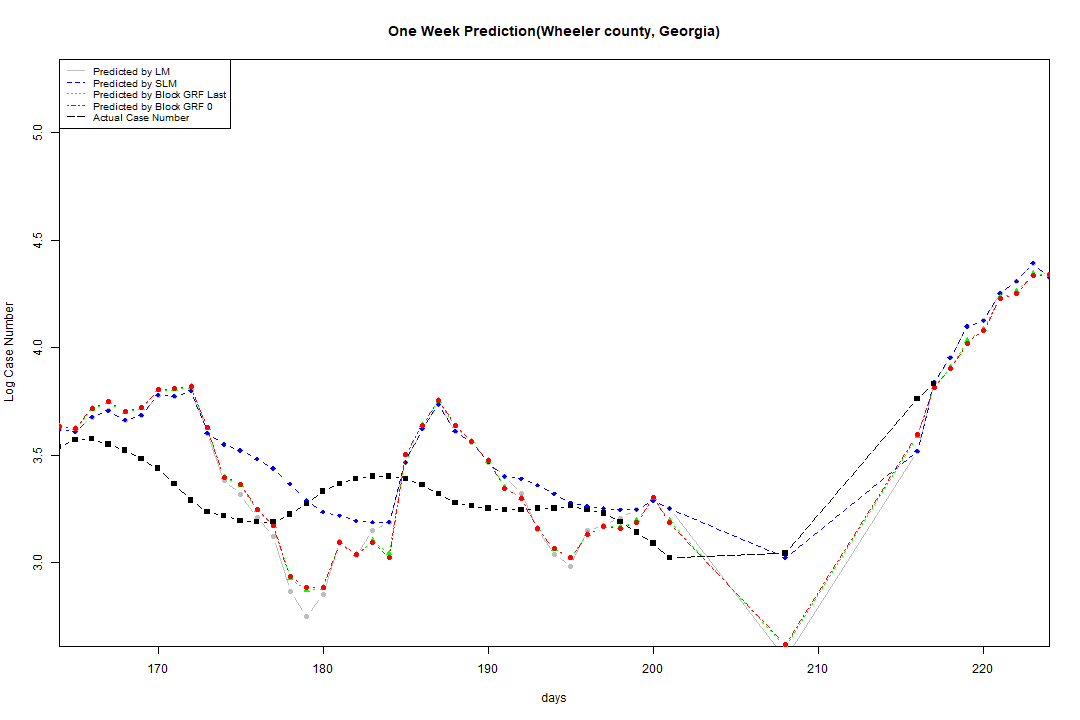 One Week Prediction(Wheeler county, Georgia)
Predicted by LM
Predicted by SLM
Predicted by Block GRF Last
Predicted by Block GRF 0
Actual Case Number
5.0
4.5
4.0
3.5
3.0
Log Case Number
170 180 190 200 210 220
days